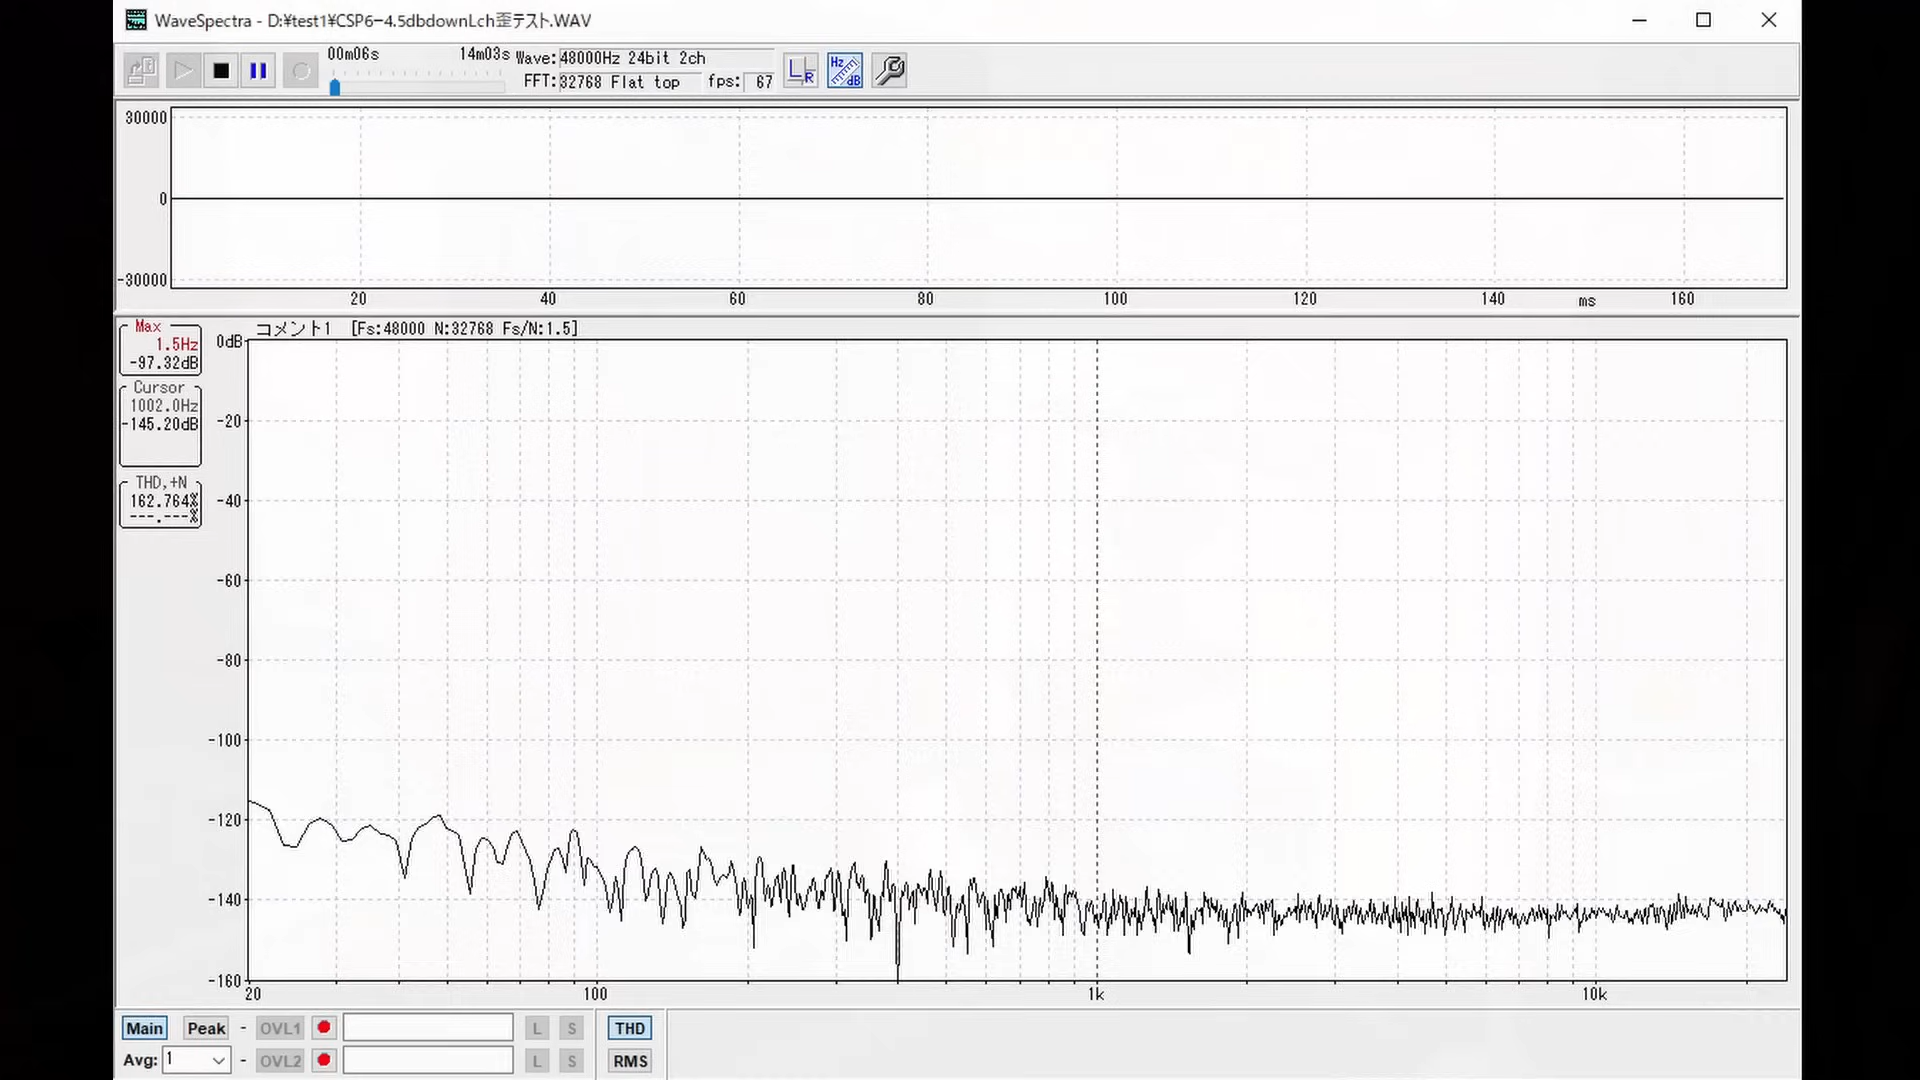 WaveSpectra - D:¥test1¥CSP6-4.5dbdownLch歪テスト.WAV
00m06s 14m03s
Wave: 48000Hz 24bit 2ch
FFT: 32768 Flat top fps: 67
L R
Hz dB
30000
0
-30000
20 40 60 80 100 120 140 ms 160
Max
1.5Hz
-97.32dB
Cursor
1002.0Hz
-145.20dB
THD,+N
162.764%
---.---%
コメント1 [Fs:48000 N:32768 Fs/N:1.5]
0dB
-20
-40
-60
-80
-100
-120
-140
-160
20 100 1k 10k
Main Peak - OVL1 L S THD
Avg: 1 - OVL2 L S RMS